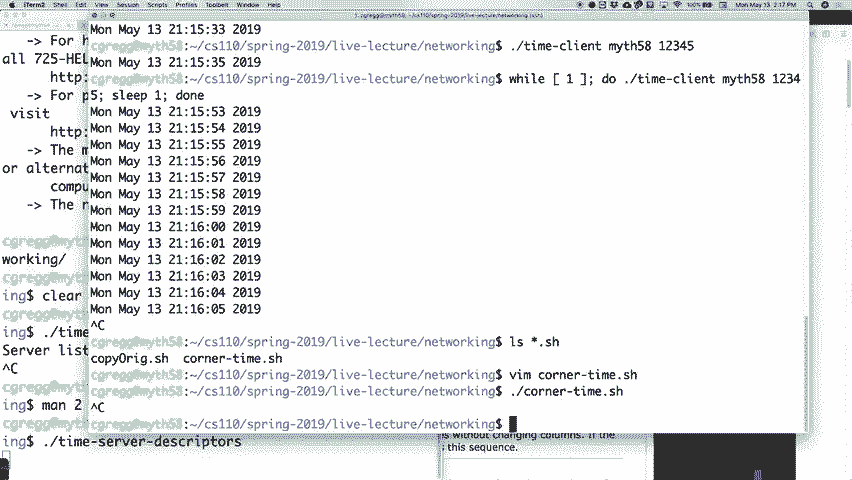 iTerm2 Shell Edit View Session Scripts Profiles Toolbelt Window Help
100%
Mon May 13 2:17 PM
1. cgregg@myth58: ~/cs110/spring-2019/live-lecture/networking (ssh)
Mon May 13 21:15:33 2019
cgregg@myth58:~/cs110/spring-2019/live-lecture/networking$ ./time-client myth58 12345
Mon May 13 21:15:35 2019
cgregg@myth58:~/cs110/spring-2019/live-lecture/networking$ while [ 1 ]; do ./time-client myth58 1234
5; sleep 1; done
Mon May 13 21:15:53 2019
Mon May 13 21:15:54 2019
Mon May 13 21:15:55 2019
Mon May 13 21:15:56 2019
Mon May 13 21:15:57 2019
Mon May 13 21:15:58 2019
Mon May 13 21:15:59 2019
Mon May 13 21:16:00 2019
Mon May 13 21:16:01 2019
Mon May 13 21:16:02 2019
Mon May 13 21:16:03 2019
Mon May 13 21:16:04 2019
Mon May 13 21:16:05 2019
^C
cgregg@myth58:~/cs110/spring-2019/live-lecture/networking$ ls *.sh
copyOrig.sh corner-time.sh
cgregg@myth58:~/cs110/spring-2019/live-lecture/networking$ vim corner-time.sh
cgregg@myth58:~/cs110/spring-2019/live-lecture/networking$ ./corner-time.sh
^C
cgregg@myth58:~/cs110/spring-2019/live-lecture/networking$
-> For h
all 725-HEL
http:
-> For p
visit
http:
-> The m
or alternat
compu
-> The r
cgregg@myth
working/
cgregg@myth
ing$ clear
cgregg@myth
ing$ ./time
Server list
^C
cgregg@myth
ing$ man 2
cgregg@myth
ing$ ./time-server-descriptors
s without changing columns. If the
this sequence.